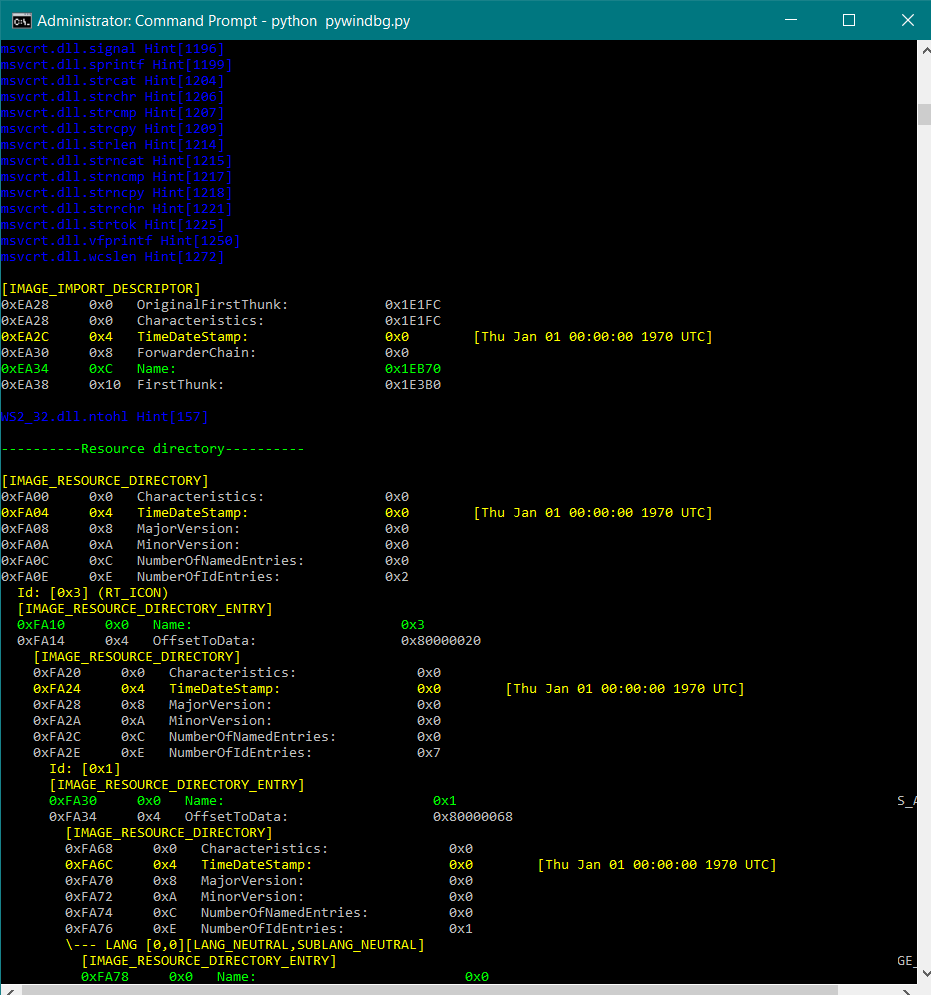 Administrator: Command Prompt - python  pywindbg.py
msvcrt.dll.signal Hint[1196]
msvcrt.dll.sprintf Hint[1199]
msvcrt.dll.strcat Hint[1204]
msvcrt.dll.strchr Hint[1206]
msvcrt.dll.strcmp Hint[1207]
msvcrt.dll.strcpy Hint[1209]
msvcrt.dll.strlen Hint[1214]
msvcrt.dll.strncat Hint[1215]
msvcrt.dll.strncmp Hint[1217]
msvcrt.dll.strncpy Hint[1218]
msvcrt.dll.strrchr Hint[1221]
msvcrt.dll.strtok Hint[1225]
msvcrt.dll.vfprintf Hint[1250]
msvcrt.dll.wcslen Hint[1272]
[IMAGE_IMPORT_DESCRIPTOR]
0xEA28 0x0 OriginalFirstThunk: 0x1E1FC
0xEA28 0x0 Characteristics: 0x1E1FC
0xEA2C 0x4 TimeDateStamp: 0x0 [Thu Jan 01 00:00:00 1970 UTC]
0xEA30 0x8 ForwarderChain: 0x0
0xEA34 0xC Name: 0x1EB70
0xEA38 0x10 FirstThunk: 0x1E3B0
WS2_32.dll.ntohl Hint[157]
----------Resource directory----------
[IMAGE_RESOURCE_DIRECTORY]
0xFA00 0x0 Characteristics: 0x0
0xFA04 0x4 TimeDateStamp: 0x0 [Thu Jan 01 00:00:00 1970 UTC]
0xFA08 0x8 MajorVersion: 0x0
0xFA0A 0xA MinorVersion: 0x0
0xFA0C 0xC NumberOfNamedEntries: 0x0
0xFA0E 0xE NumberOfIdEntries: 0x2
Id: [0x3] (RT_ICON)
[IMAGE_RESOURCE_DIRECTORY_ENTRY]
0xFA10 0x0 Name: 0x3
0xFA14 0x4 OffsetToData: 0x80000020
[IMAGE_RESOURCE_DIRECTORY]
0xFA20 0x0 Characteristics: 0x0
0xFA24 0x4 TimeDateStamp: 0x0 [Thu Jan 01 00:00:00 1970 UTC]
0xFA28 0x8 MajorVersion: 0x0
0xFA2A 0xA MinorVersion: 0x0
0xFA2C 0xC NumberOfNamedEntries: 0x0
0xFA2E 0xE NumberOfIdEntries: 0x7
Id: [0x1]
[IMAGE_RESOURCE_DIRECTORY_ENTRY]
0xFA30 0x0 Name: 0x1
0xFA34 0x4 OffsetToData: 0x80000068
[IMAGE_RESOURCE_DIRECTORY]
0xFA68 0x0 Characteristics: 0x0
0xFA6C 0x4 TimeDateStamp: 0x0 [Thu Jan 01 00:00:00 1970 UTC]
0xFA70 0x8 MajorVersion: 0x0
0xFA72 0xA MinorVersion: 0x0
0xFA74 0xC NumberOfNamedEntries: 0x0
0xFA76 0xE NumberOfIdEntries: 0x1
\--- LANG [0,0][LANG_NEUTRAL,SUBLANG_NEUTRAL]
[IMAGE_RESOURCE_DIRECTORY_ENTRY] GE_
0xFA78 0x0 Name: 0x0